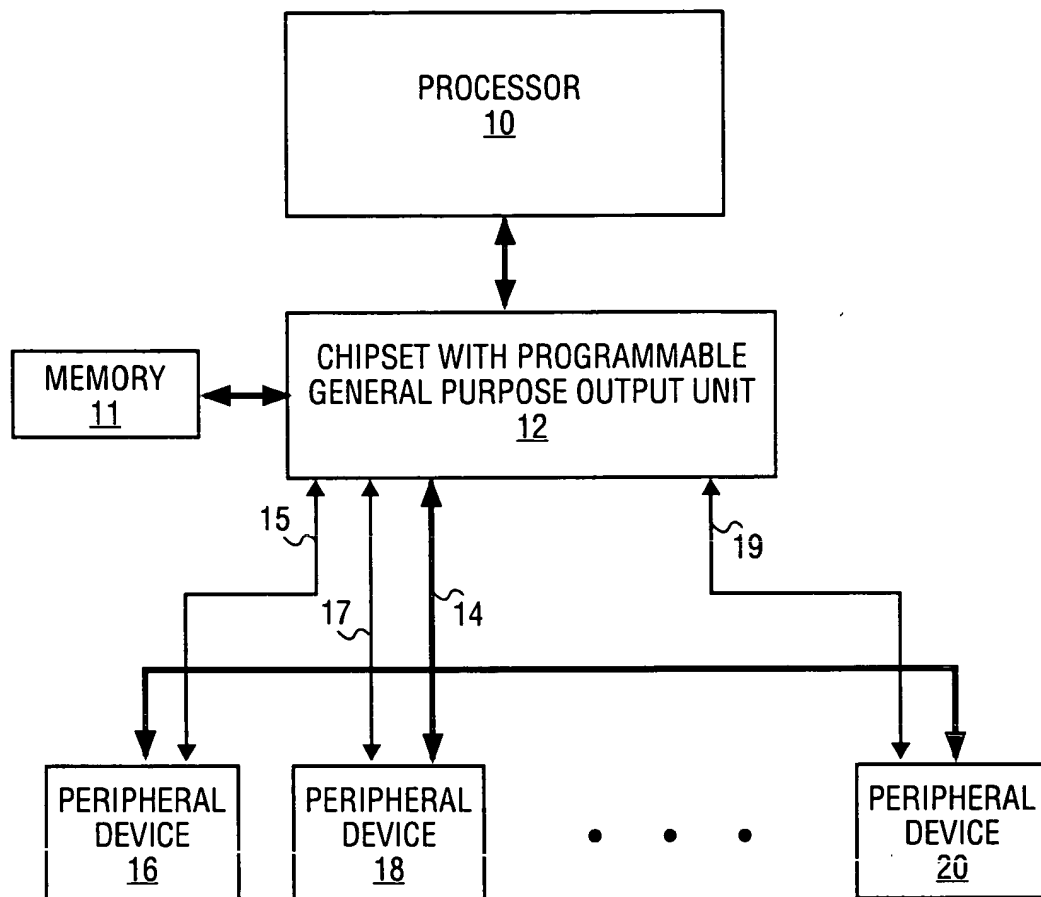 PROCESSOR
10
MEMORY
11
CHIPSET WITH PROGRAMMABLE
GENERAL PURPOSE OUTPUT UNIT
12
15
17
14
19
PERIPHERAL
DEVICE
16
PERIPHERAL
DEVICE
18
• • •
PERIPHERAL
DEVICE
20